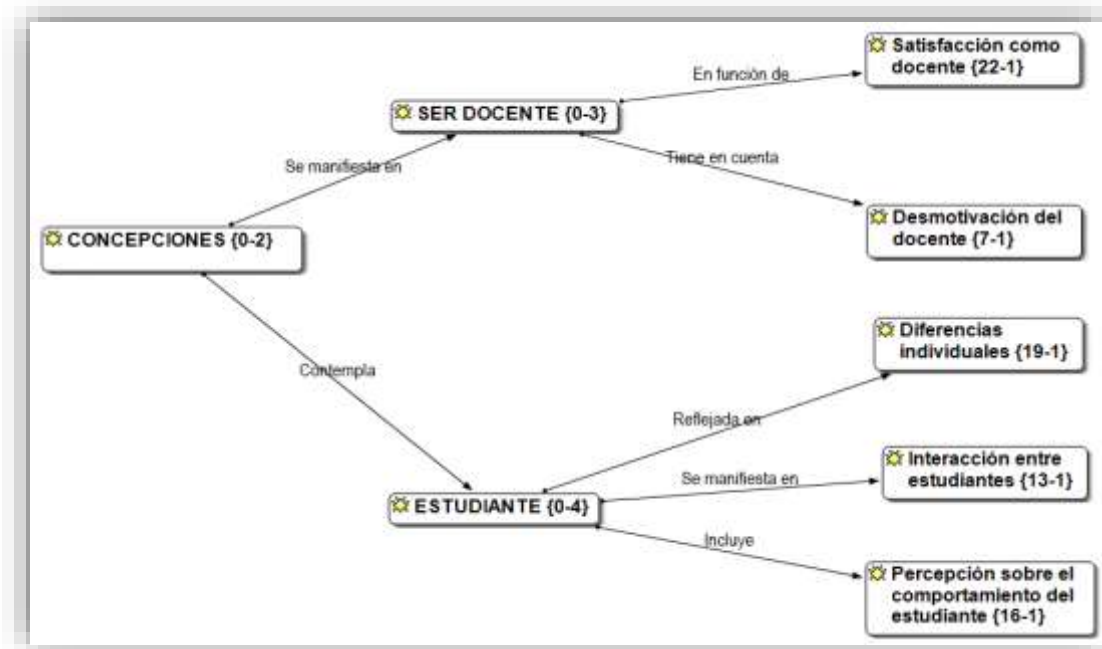 Satisfacción como
docente {22-1}
En función de
SER DOCENTE {0-3}
Tiene en cuenta
Se manifiesta en
Desmotivación del
docente {7-1}
CONCEPCIONES {0-2}
Diferencias
individuales {19-1}
Contempla
Reflejada en
Interacción entre
estudiantes {13-1}
Se manifiesta en
ESTUDIANTE {0-4}
Incluye
Percepción sobre el
comportamiento del
estudiante {16-1}